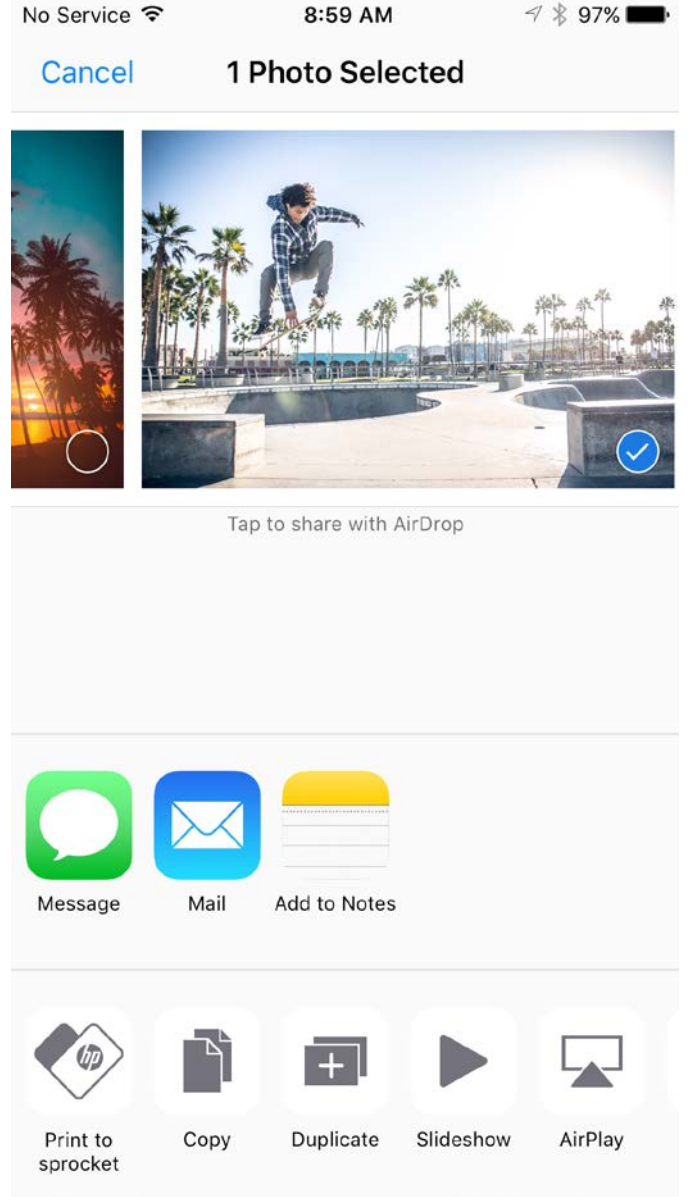 No Service 8:59 AM 97%
Cancel 1 Photo Selected
Tap to share with AirDrop
Message Mail Add to Notes
hp
Print to sprocket Copy Duplicate Slideshow AirPlay